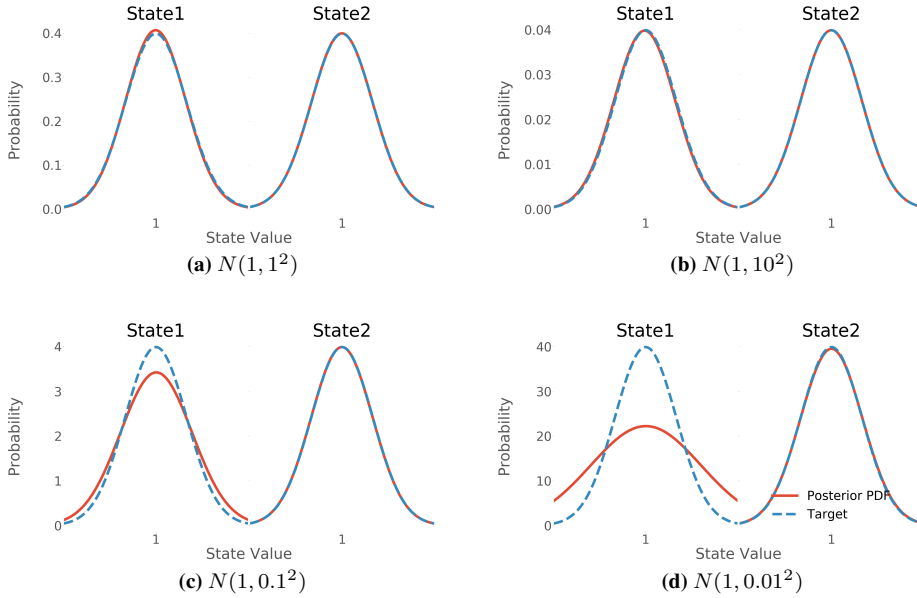 State1 State2
0.4
0.3
0.2
0.1
0.0
Probability
1 1
State Value
(a) N(1, 1²)
State1 State2
0.04
0.03
0.02
0.01
0.00
Probability
1 1
State Value
(b) N(1, 10²)
State1 State2
4
3
2
1
0
Probability
1 1
State Value
(c) N(1, 0.1²)
State1 State2
40
30
20
10
0
Probability
Posterior PDF
Target
1 1
State Value
(d) N(1, 0.01²)